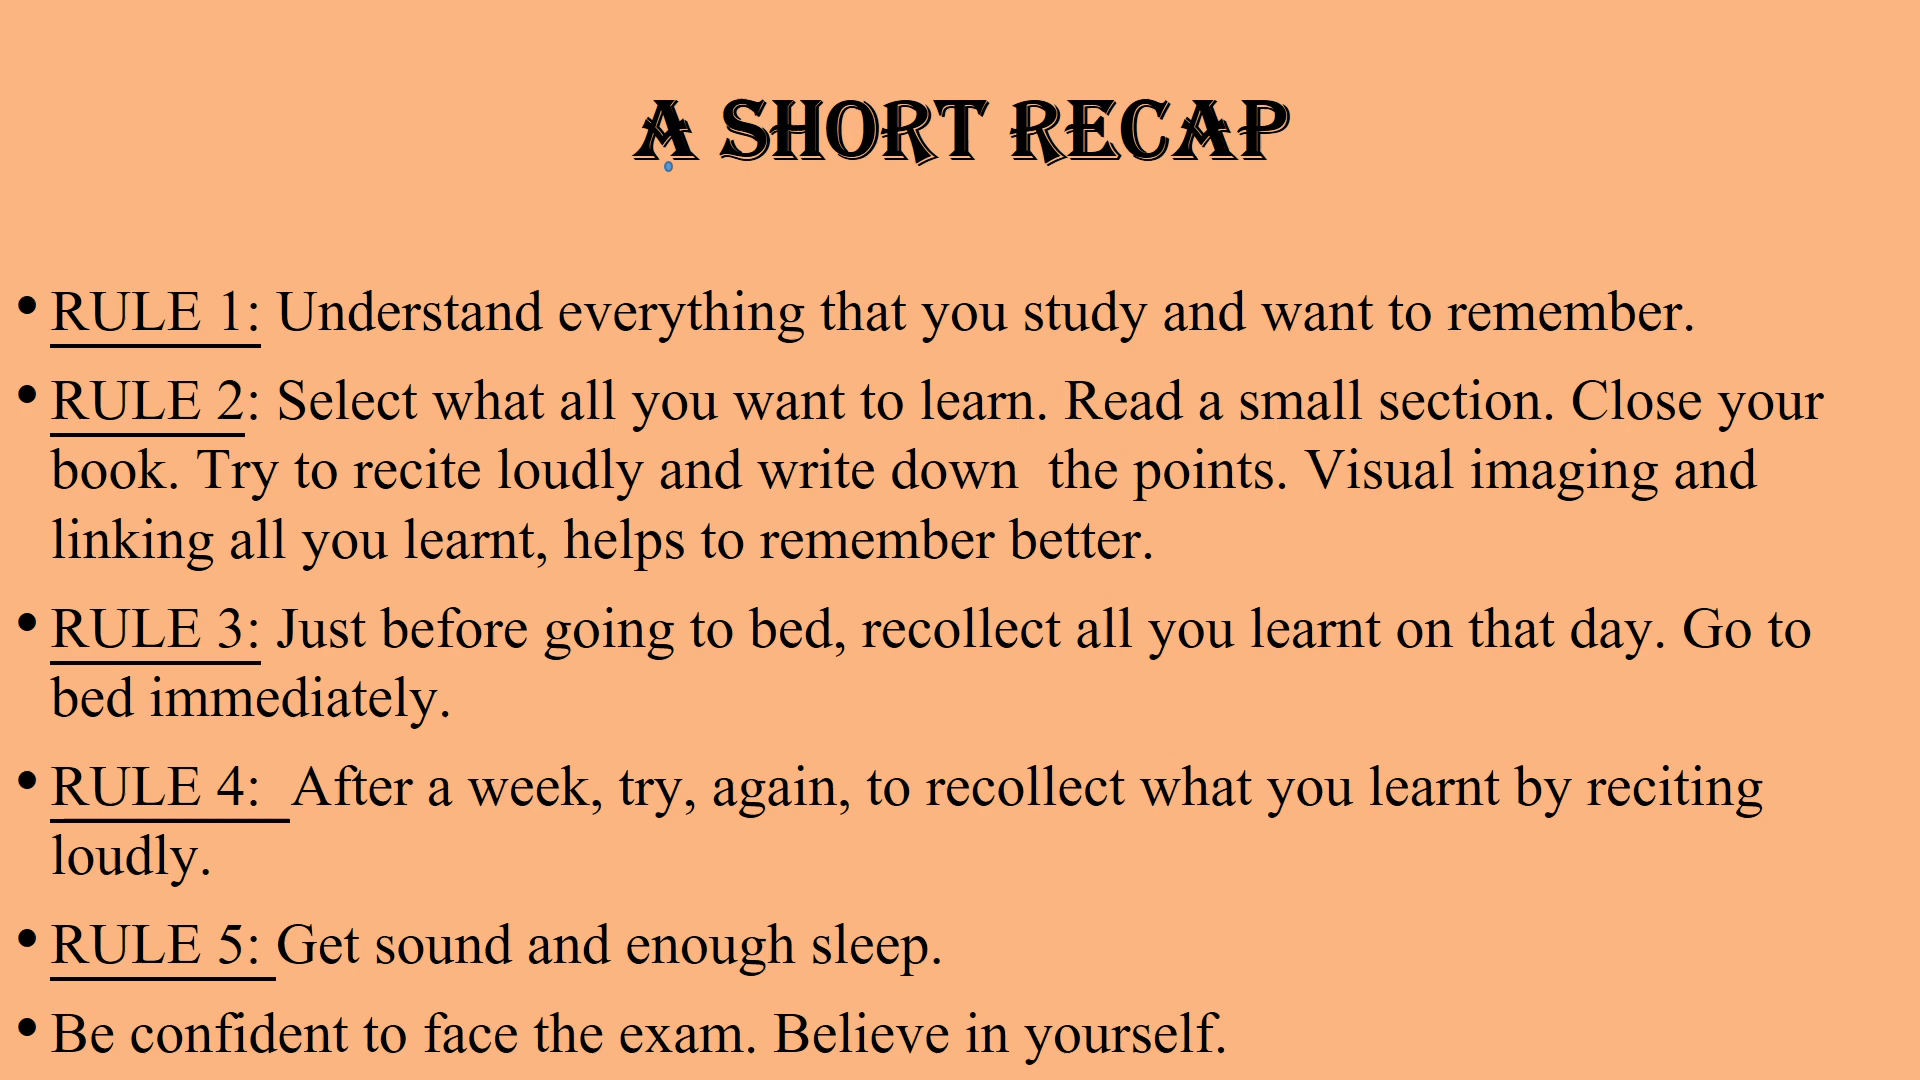 A SHORT RECAP
• RULE 1: Understand everything that you study and want to remember.
• RULE 2: Select what all you want to learn. Read a small section. Close your
book. Try to recite loudly and write down  the points. Visual imaging and
linking all you learnt, helps to remember better.
• RULE 3: Just before going to bed, recollect all you learnt on that day. Go to
bed immediately.
• RULE 4:  After a week, try, again, to recollect what you learnt by reciting
loudly.
• RULE 5: Get sound and enough sleep.
• Be confident to face the exam. Believe in yourself.